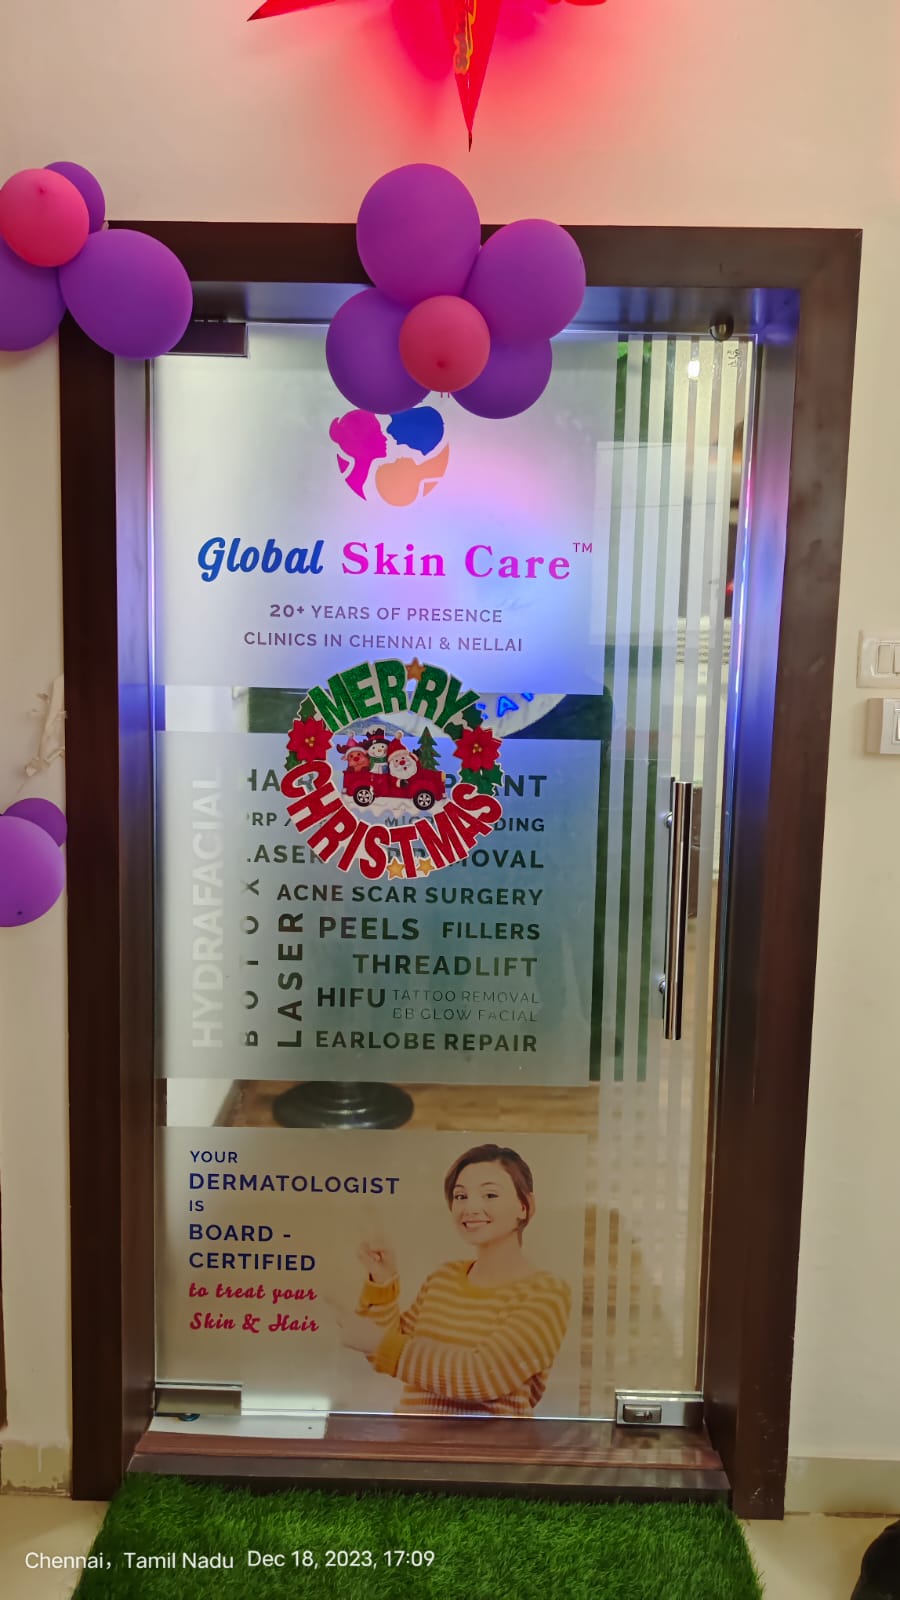 Global Skin Care™
20+ YEARS OF PRESENCE
CLINICS IN CHENNAI & NELLAI
MERRY
CHRISTMAS
HYDRAFACIAL
BOTOX
LASER
ACNE SCAR SURGERY
PEELS FILLERS
THREADLIFT
HIFU TATTOO REMOVAL
BB GLOW FACIAL
EARLOBE REPAIR
YOUR
DERMATOLOGIST
IS
BOARD -
CERTIFIED
to treat your
Skin & Hair
Chennai, Tamil Nadu Dec 18, 2023, 17:09